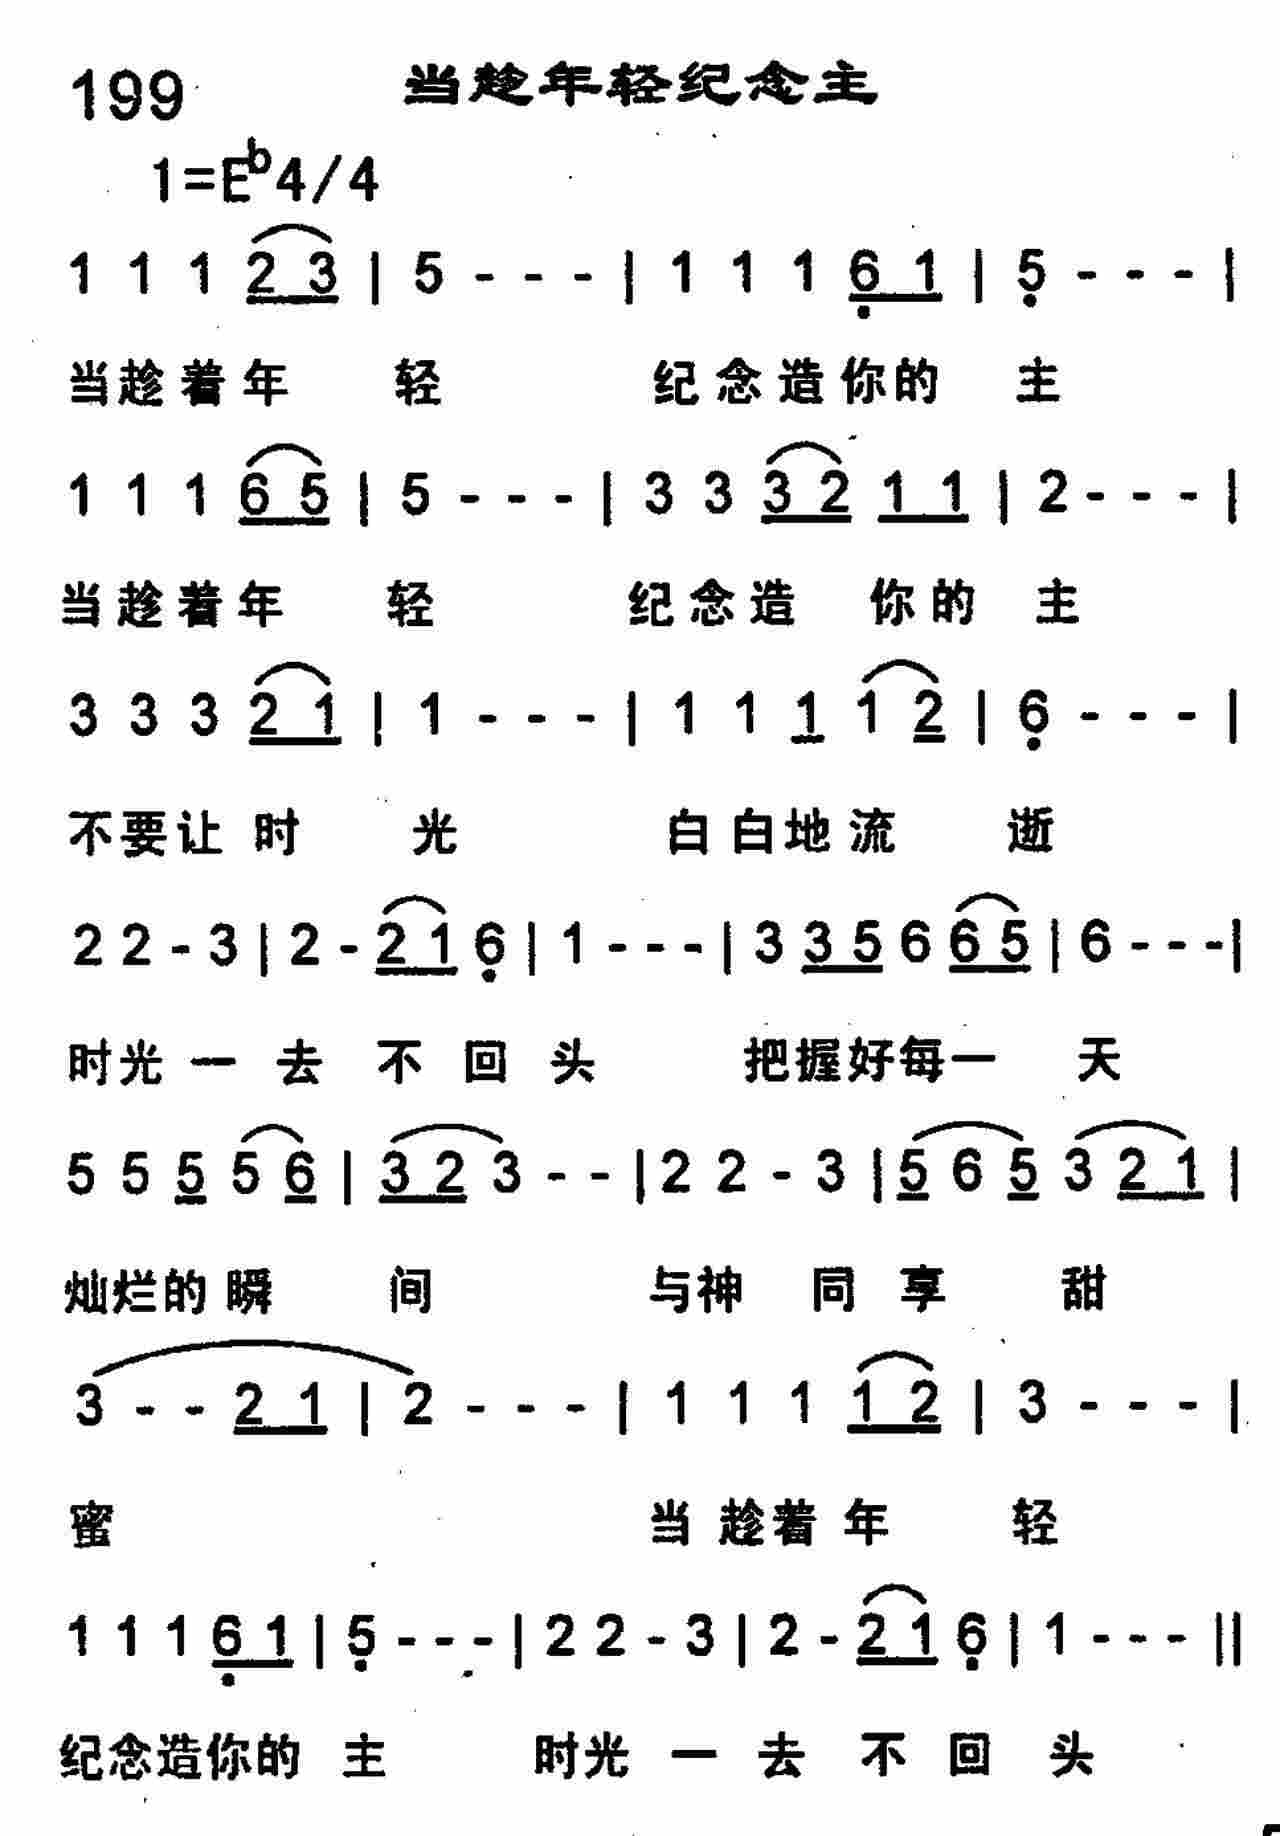 199 当趁年轻纪念主
1=E♭4/4
1 1 1 2 3 | 5 - - - | 1 1 1 6̣ 1 | 5̣ - - - |
当趁着年 轻 纪念造你的 主
1 1 1 6 5 | 5 - - - | 3 3 3 2 1 1 | 2 - - - |
当趁着年 轻 纪念造 你的 主
3 3 3 2 1 | 1 - - - | 1 1 1 1 2 | 6̣ - - - |
不要让时 光 白白地流 逝
2 2 - 3 | 2 - 2 1 6̣ | 1 - - - | 3 3 5 6 6 5 | 6 - - - |
时光一去 不 回 头 把握好每一 天
5 5 5 5 6 | 3 2 3 - - | 2 2 - 3 | 5 6 5 3 2 1 |
灿烂的瞬 间 与神 同 享 甜
3 - - 2 1 | 2 - - - | 1 1 1 1 2 | 3 - - - |
蜜 当趁着年 轻
1 1 1 6̣ 1 | 5̣ - - - | 2 2 - 3 | 2 - 2 1 6̣ | 1 - - - ||
纪念造你的 主 时光 一 去 不 回 头